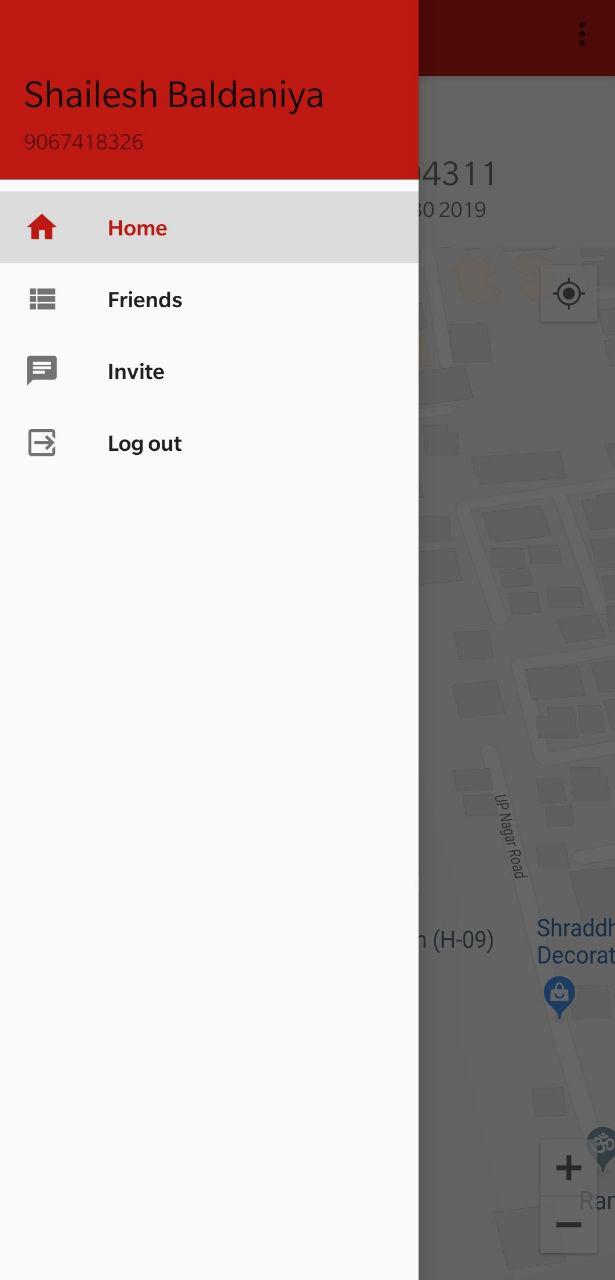 Shailesh Baldaniya
9067418326
Home
Friends
Invite
Log out
4311
30 2019
UP Nagar Road
(H-09)
Shraddh
Decorat
Ran